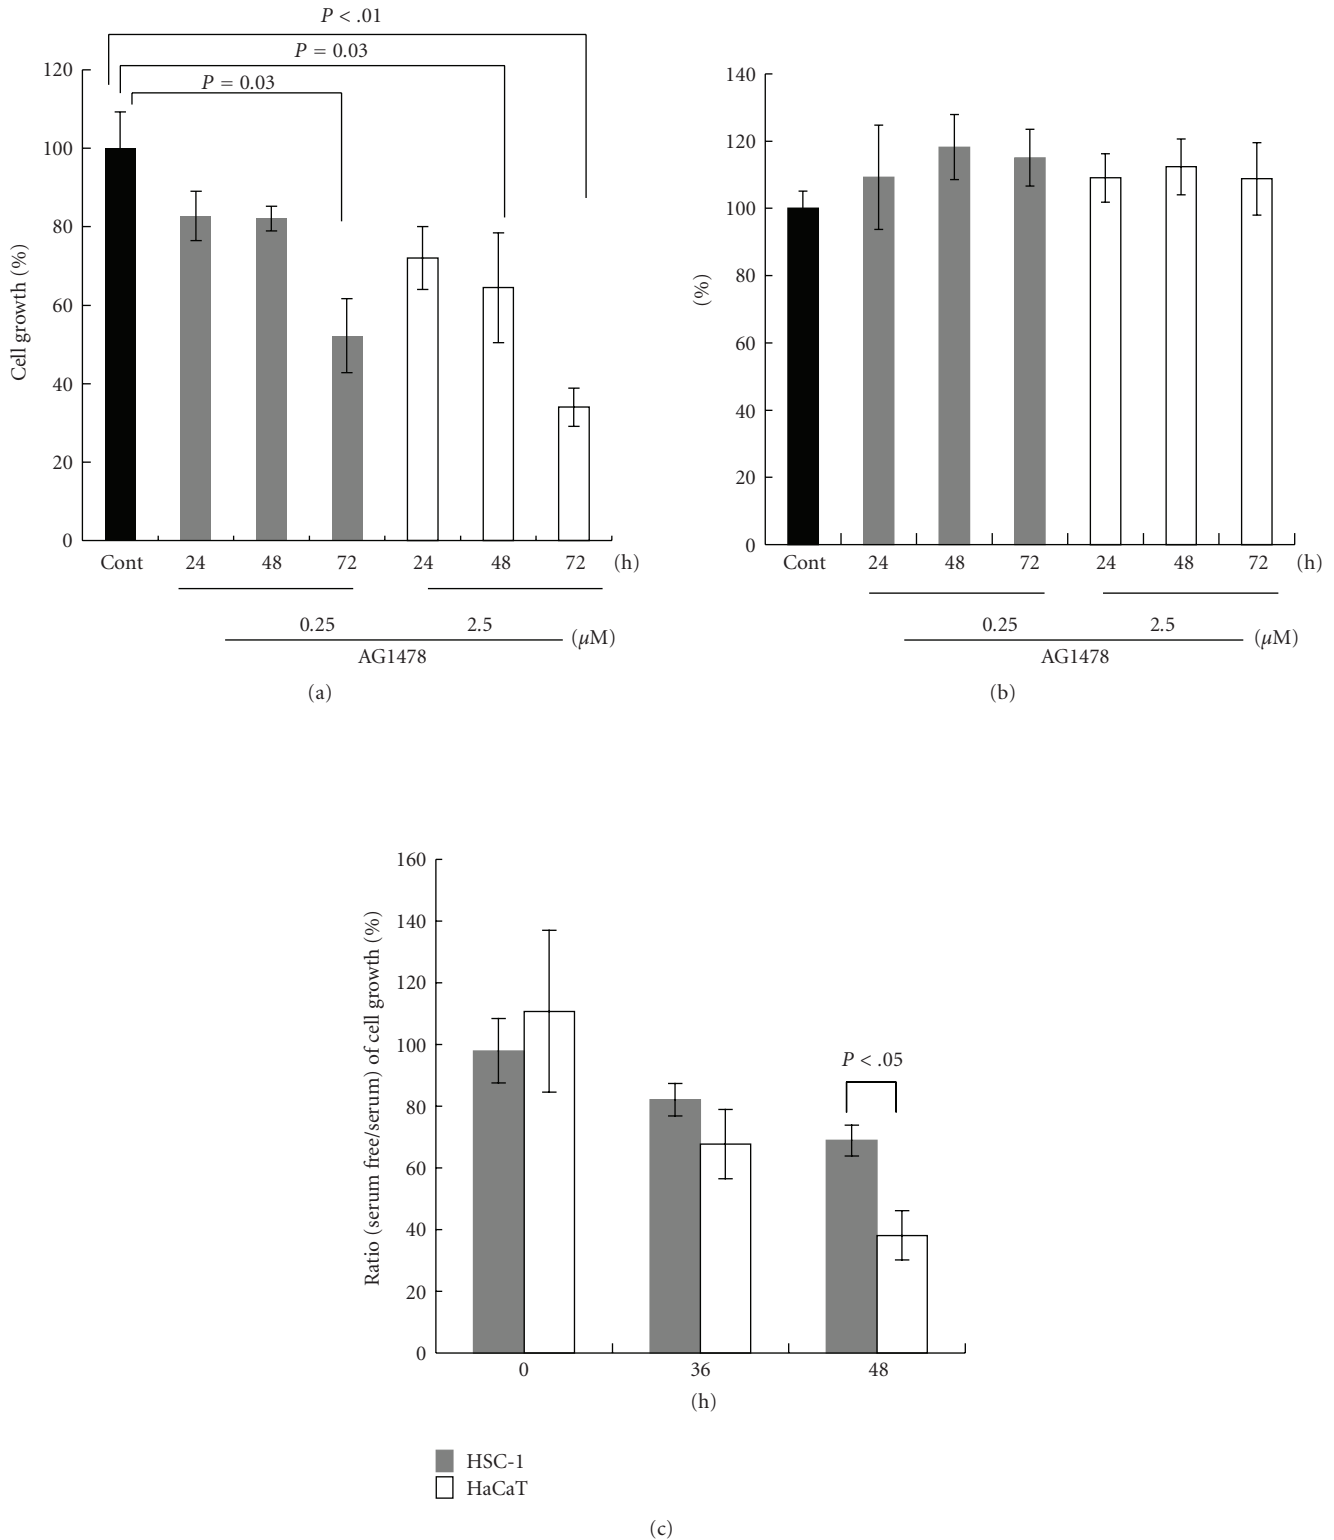 P < .01
P = 0.03
P = 0.03
Cell growth (%)
120
100
80
60
40
20
0
Cont 24 48 72 24 48 72 (h)
0.25 2.5 (μM)
AG1478
(a)
(%)
140
120
100
80
60
40
20
0
Cont 24 48 72 24 48 72 (h)
0.25 2.5 (μM)
AG1478
(b)
Ratio (serum free/serum) of cell growth (%)
160
140
120
100
80
60
40
20
0
P < .05
0 36 48
(h)
HSC-1
HaCaT
(c)